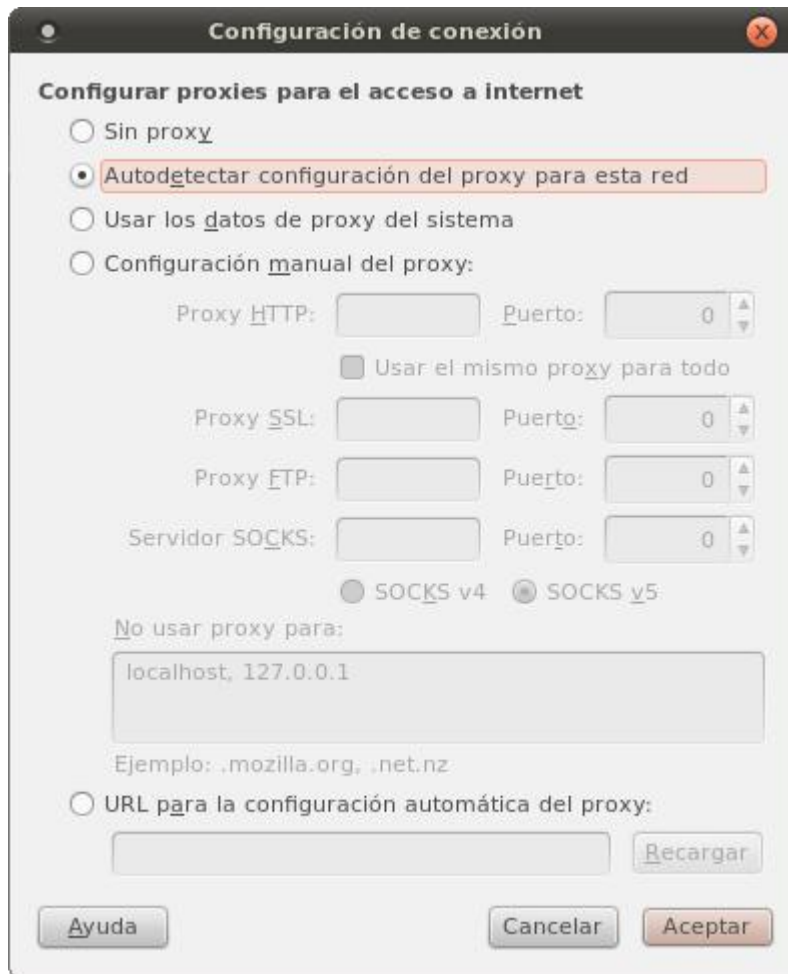 Configuración de conexión
Configurar proxies para el acceso a internet
Sin proxy
Autodetectar configuración del proxy para esta red
Usar los datos de proxy del sistema
Configuración manual del proxy:
Proxy HTTP: Puerto: 0
Usar el mismo proxy para todo
Proxy SSL: Puerto: 0
Proxy FTP: Puerto: 0
Servidor SOCKS: Puerto: 0
SOCKS v4 SOCKS v5
No usar proxy para:
localhost, 127.0.0.1
Ejemplo: .mozilla.org, .net.nz
URL para la configuración automática del proxy:
Recargar
Ayuda Cancelar Aceptar